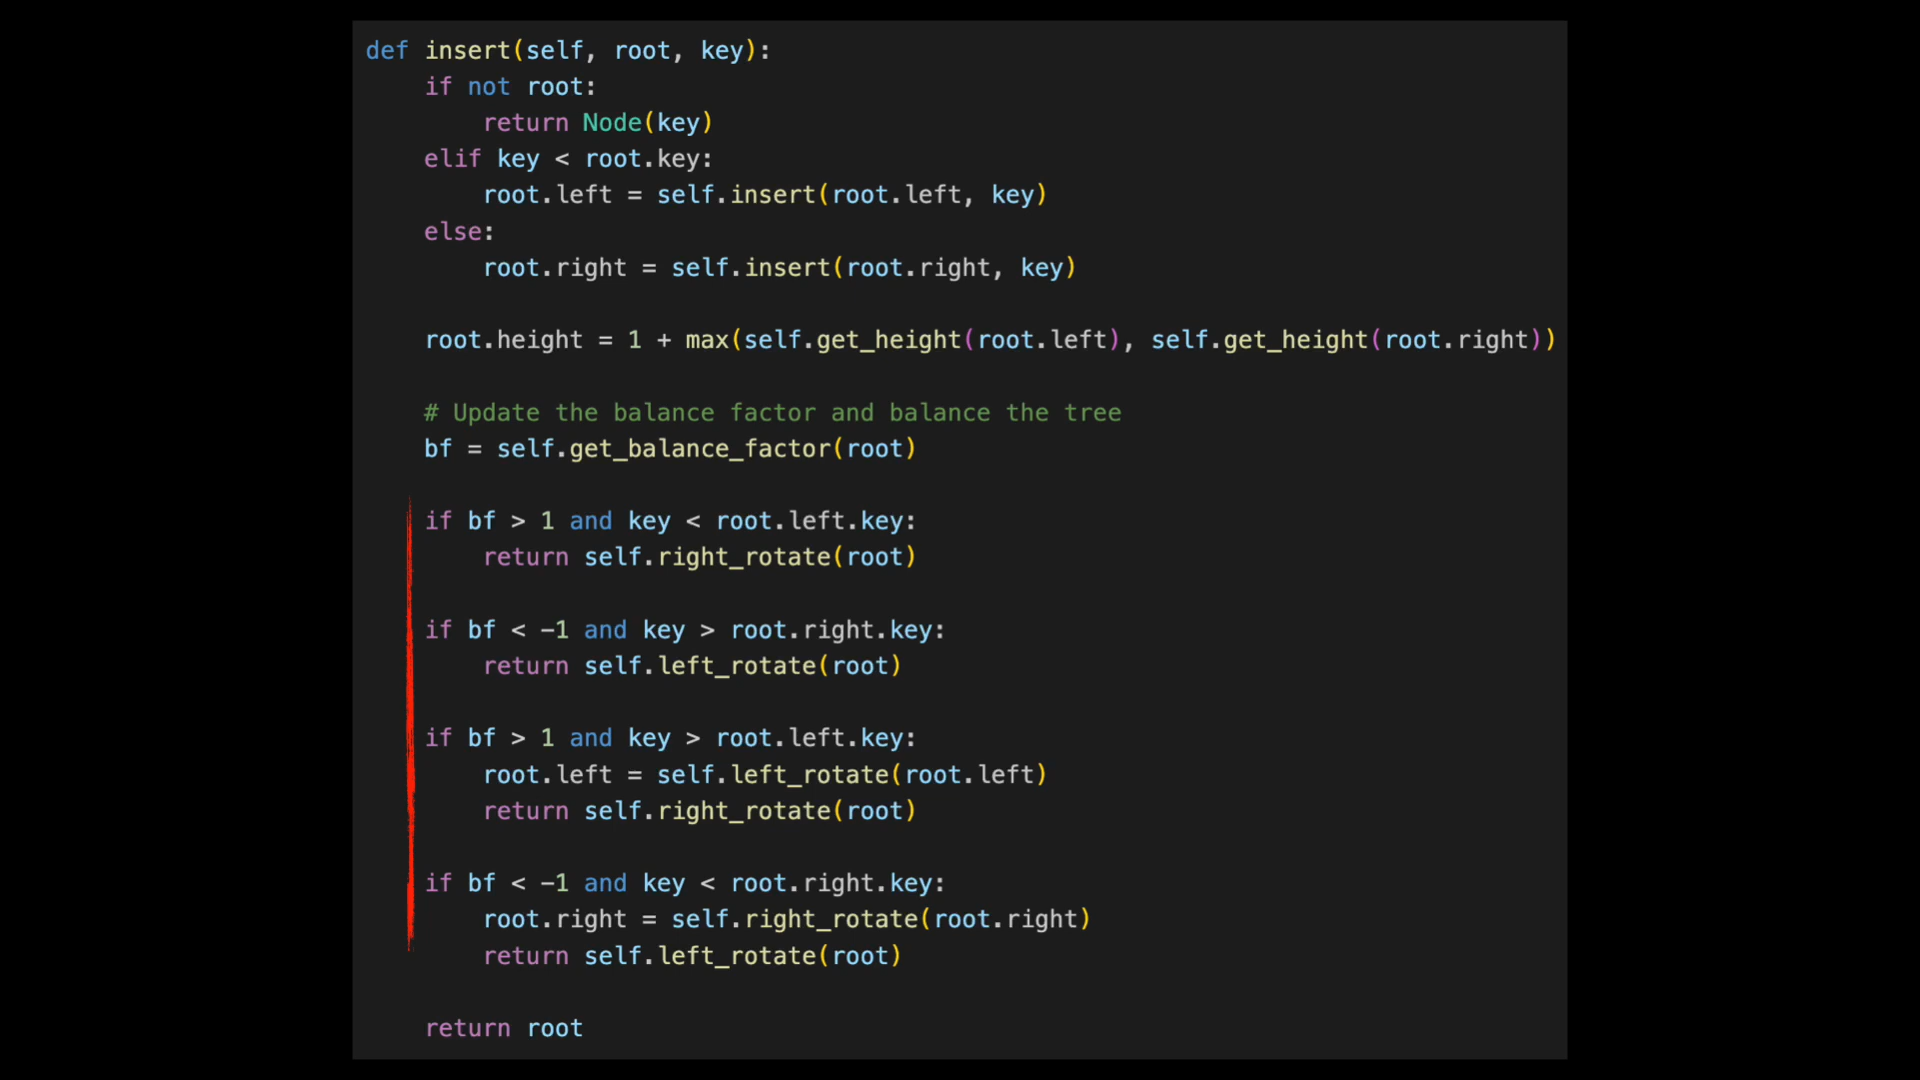 def insert(self, root, key):
    if not root:
        return Node(key)
    elif key < root.key:
        root.left = self.insert(root.left, key)
    else:
        root.right = self.insert(root.right, key)

    root.height = 1 + max(self.get_height(root.left), self.get_height(root.right))

    # Update the balance factor and balance the tree
    bf = self.get_balance_factor(root)

    if bf > 1 and key < root.left.key:
        return self.right_rotate(root)

    if bf < -1 and key > root.right.key:
        return self.left_rotate(root)

    if bf > 1 and key > root.left.key:
        root.left = self.left_rotate(root.left)
        return self.right_rotate(root)

    if bf < -1 and key < root.right.key:
        root.right = self.right_rotate(root.right)
        return self.left_rotate(root)

    return root